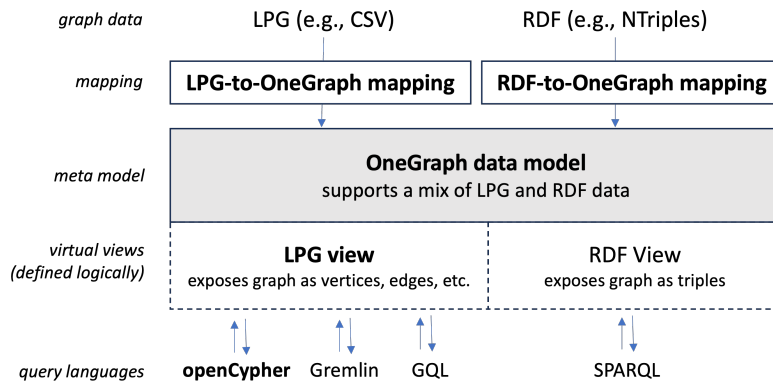 graph data
LPG (e.g., CSV)
RDF (e.g., NTriples)
mapping
LPG-to-OneGraph mapping
RDF-to-OneGraph mapping
meta model
OneGraph data model
supports a mix of LPG and RDF data
virtual views
(defined logically)
LPG view
exposes graph as vertices, edges, etc.
RDF View
exposes graph as triples
query languages
openCypher
Gremlin
GQL
SPARQL